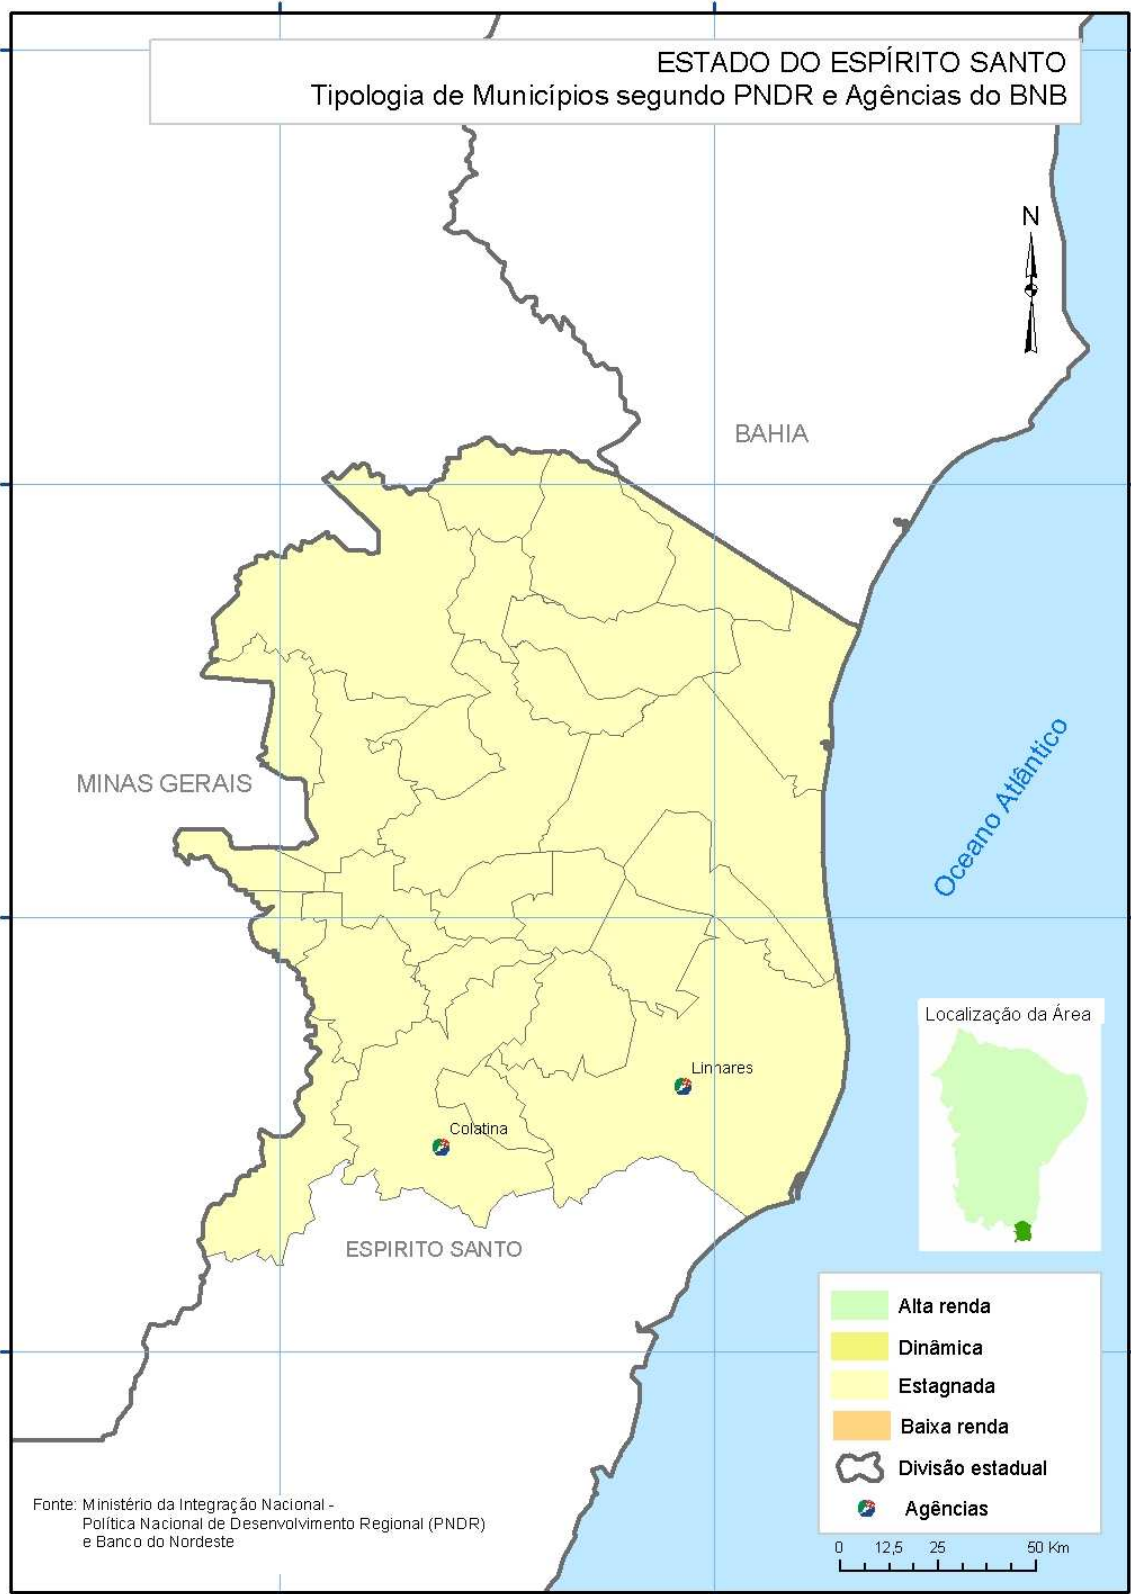 ESTADO DO ESPÍRITO SANTO
Tipologia de Municípios segundo PNDR e Agências do BNB
N
BAHIA
MINAS GERAIS
Oceano Atlântico
Localização da Área
Linhares
Colatina
ESPIRITO SANTO
Alta renda
Dinâmica
Estagnada
Baixa renda
Divisão estadual
Agências
Fonte: Ministério da Integração Nacional -
Política Nacional de Desenvolvimento Regional (PNDR)
e Banco do Nordeste
0 12,5 25 50 Km